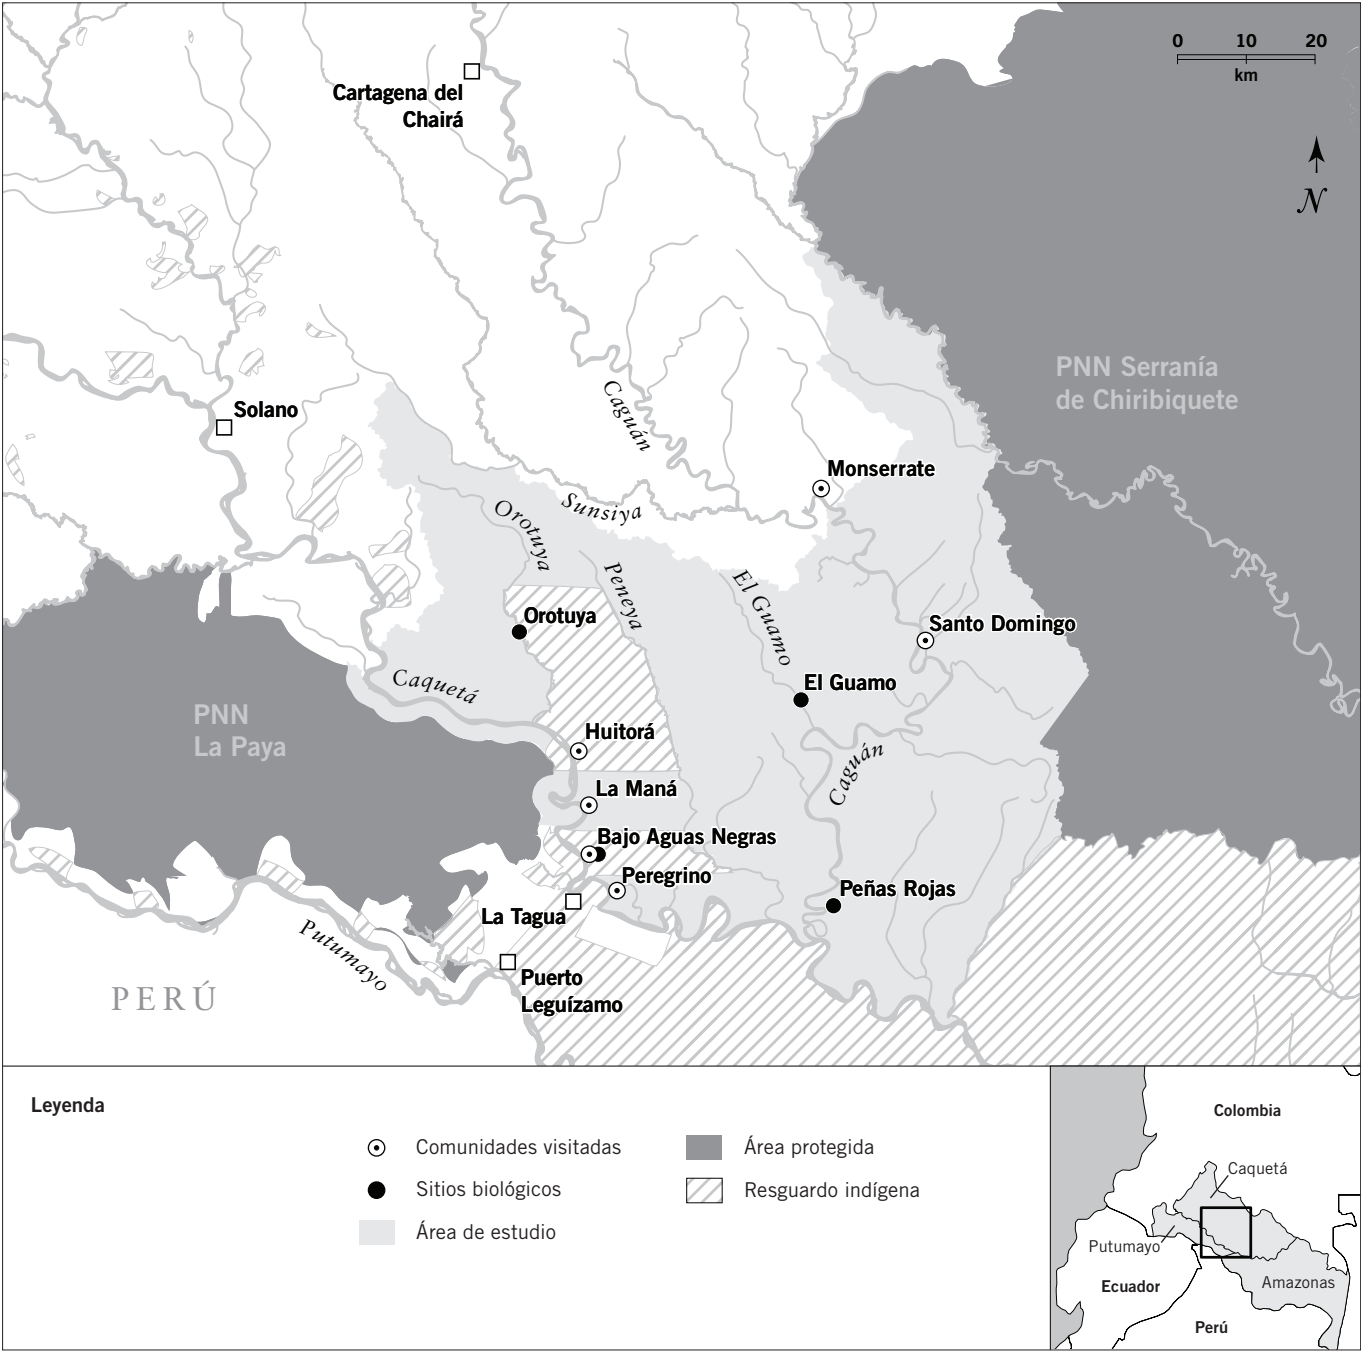 0 10 20
km
N
Cartagena del
Chairá
PNN Serranía
de Chiribiquete
Solano
Caguán
Monserrate
Sunsiya
Orotuya
Peneya
El Guamo
Orotuya
Santo Domingo
El Guamo
Caquetá
PNN
La Paya
Huitorá
Caguán
La Maná
Bajo Aguas Negras
Peregrino
Peñas Rojas
La Tagua
Putumayo
Puerto
Leguízamo
PERÚ
Leyenda
Comunidades visitadas
Sitios biológicos
Área de estudio
Área protegida
Resguardo indígena
Colombia
Caquetá
Putumayo
Ecuador
Amazonas
Perú